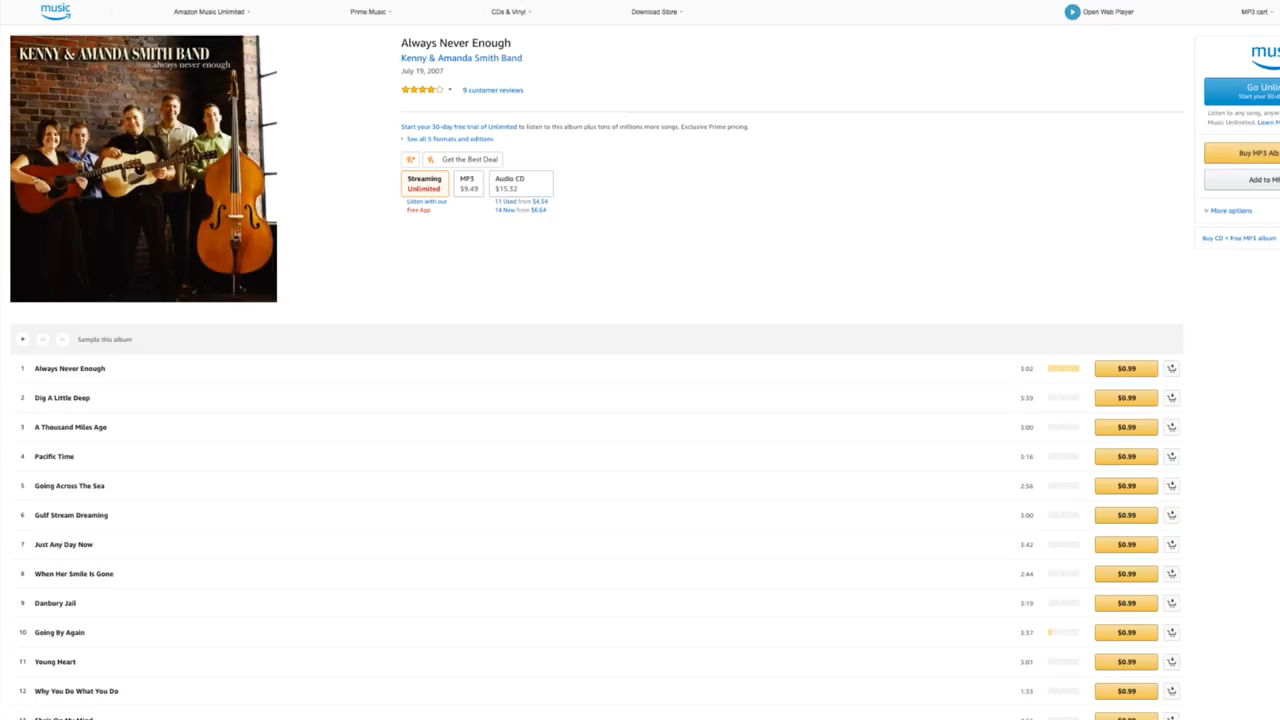 music
Amazon Music Unlimited
Prime Music
CDs & Vinyl
Download Store
Open Web Player
MP3 cart
KENNY & AMANDA SMITH BAND
always never enough
Always Never Enough
Kenny & Amanda Smith Band
July 19, 2007
9 customer reviews
Start your 30-day free trial of Unlimited to listen to this album plus tens of millions more songs. Exclusive Prime pricing.
See all 5 formats and editions
Get the Best Deal
Streaming
Unlimited
MP3
$9.49
Audio CD
$15.32
Listen with our
Free App
11 Used from $4.34
14 New from $6.64
mus
Go Unli
Start your 30-d
Listen to any song, anyw
Music Unlimited. Learn M
Buy MP3 Alb
Add to MP
More options
Buy CD + free MP3 album
Sample this album
1 Always Never Enough 3:02 $0.99
2 Dig A Little Deep 3:39 $0.99
3 A Thousand Miles Ago 3:00 $0.99
4 Pacific Time 3:16 $0.99
5 Going Across The Sea 2:56 $0.99
6 Gulf Stream Dreaming 3:00 $0.99
7 Just Any Day Now 3:42 $0.99
8 When Her Smile Is Gone 2:44 $0.99
9 Danbury Jail 3:19 $0.99
10 Going By Again 3:37 $0.99
11 Young Heart 3:01 $0.99
12 Why You Do What You Do 1:33 $0.99